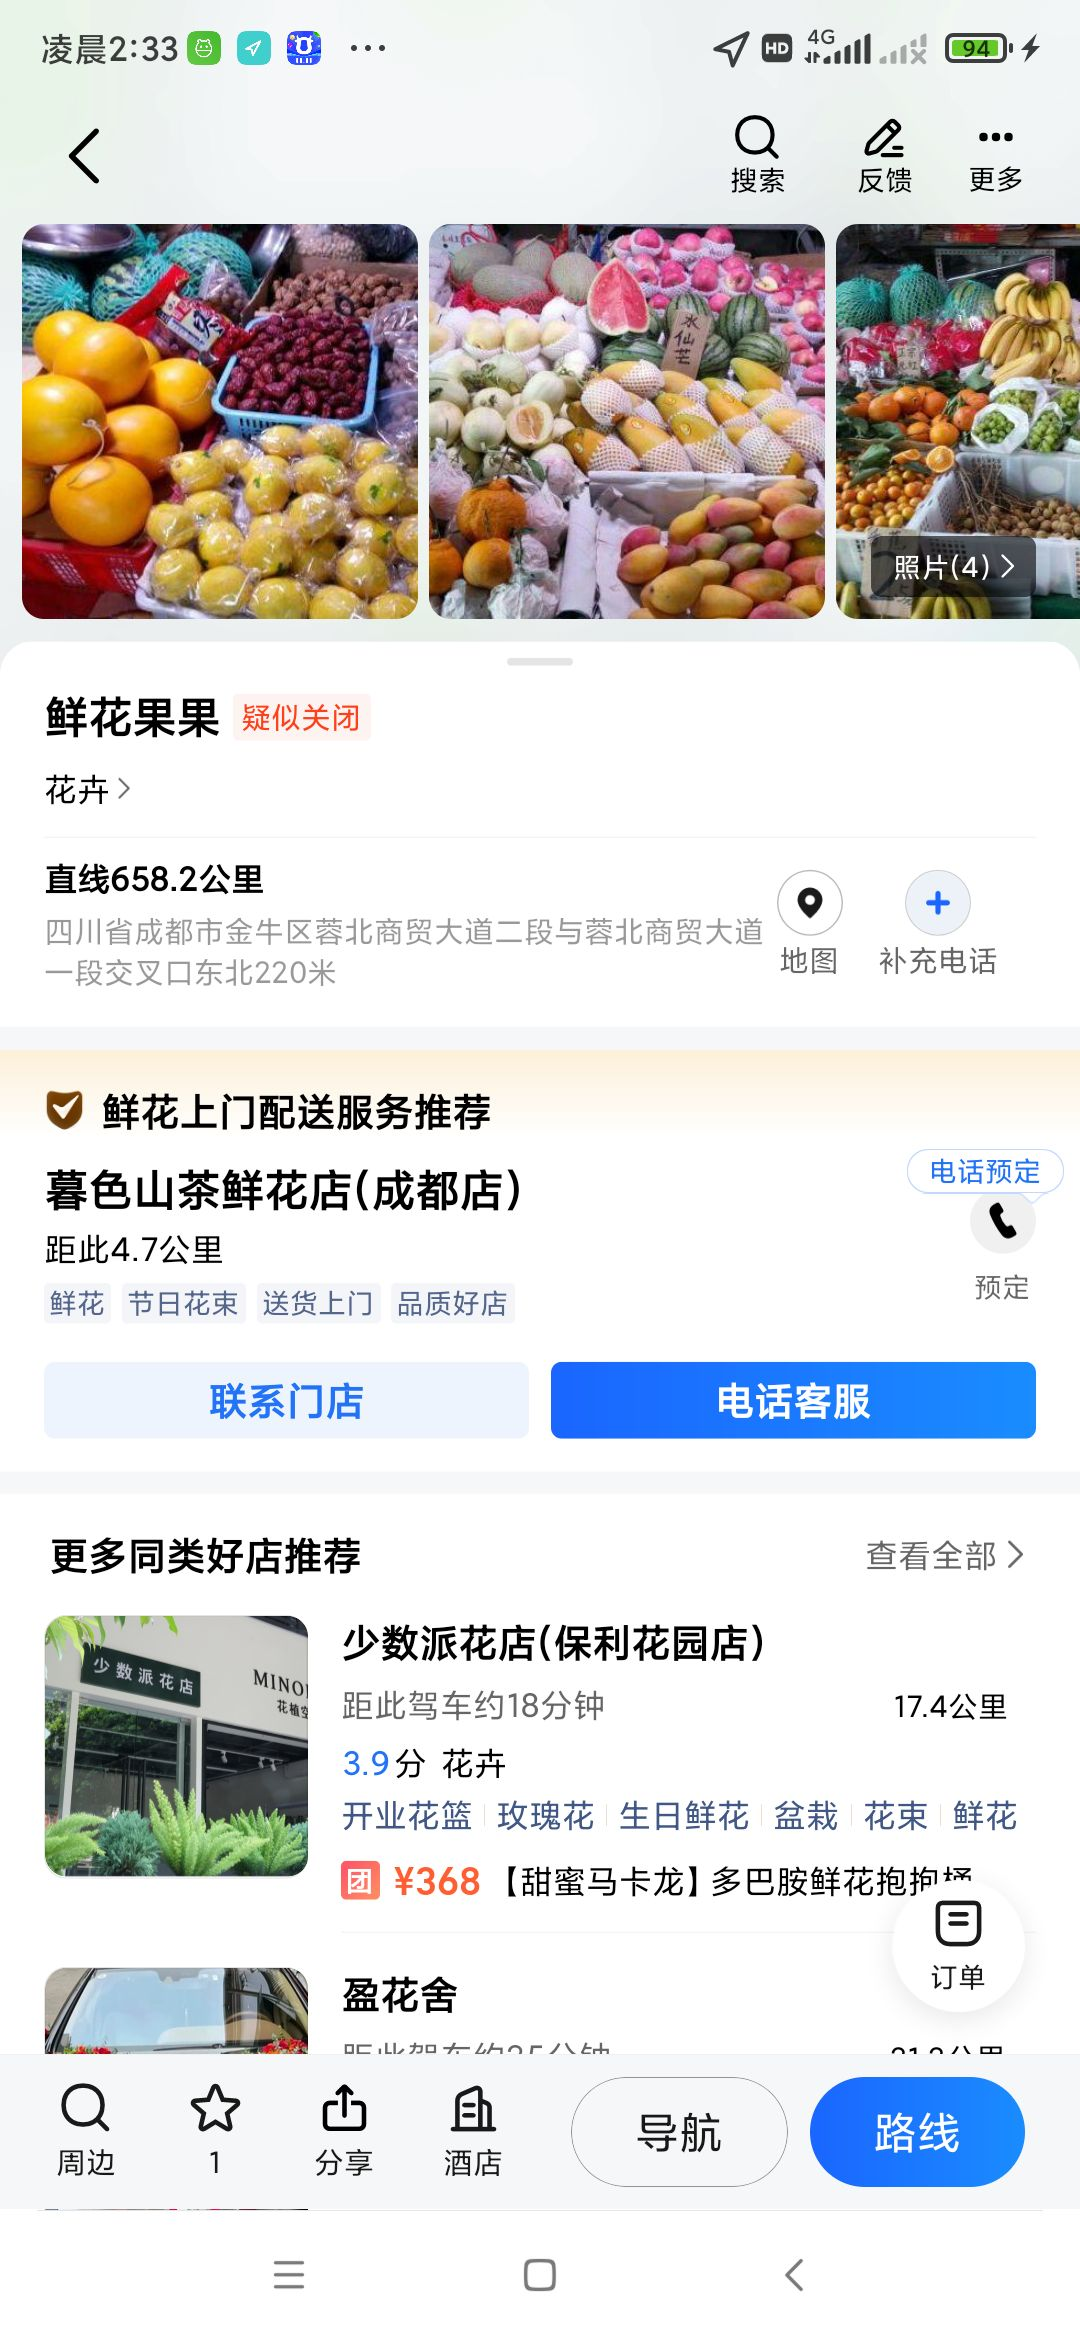 凌晨2:33
HD
4G
94
搜索
反馈
更多
水仙芒
照片(4)
鲜花果果
疑似关闭
花卉
直线658.2公里
四川省成都市金牛区蓉北商贸大道二段与蓉北商贸大道
一段交叉口东北220米
地图
补充电话
鲜花上门配送服务推荐
暮色山茶鲜花店(成都店)
电话预定
距此4.7公里
预定
鲜花 节日花束 送货上门 品质好店
联系门店
电话客服
更多同类好店推荐
查看全部
少数派花店
少数派花店(保利花园店)
距此驾车约18分钟
17.4公里
3.9分 花卉
开业花篮 玫瑰花 生日鲜花 盆栽 花束 鲜花
团 ¥368 【甜蜜马卡龙】多巴胺鲜花抱抱桶
订单
盈花舍
周边
1
分享
酒店
导航
路线